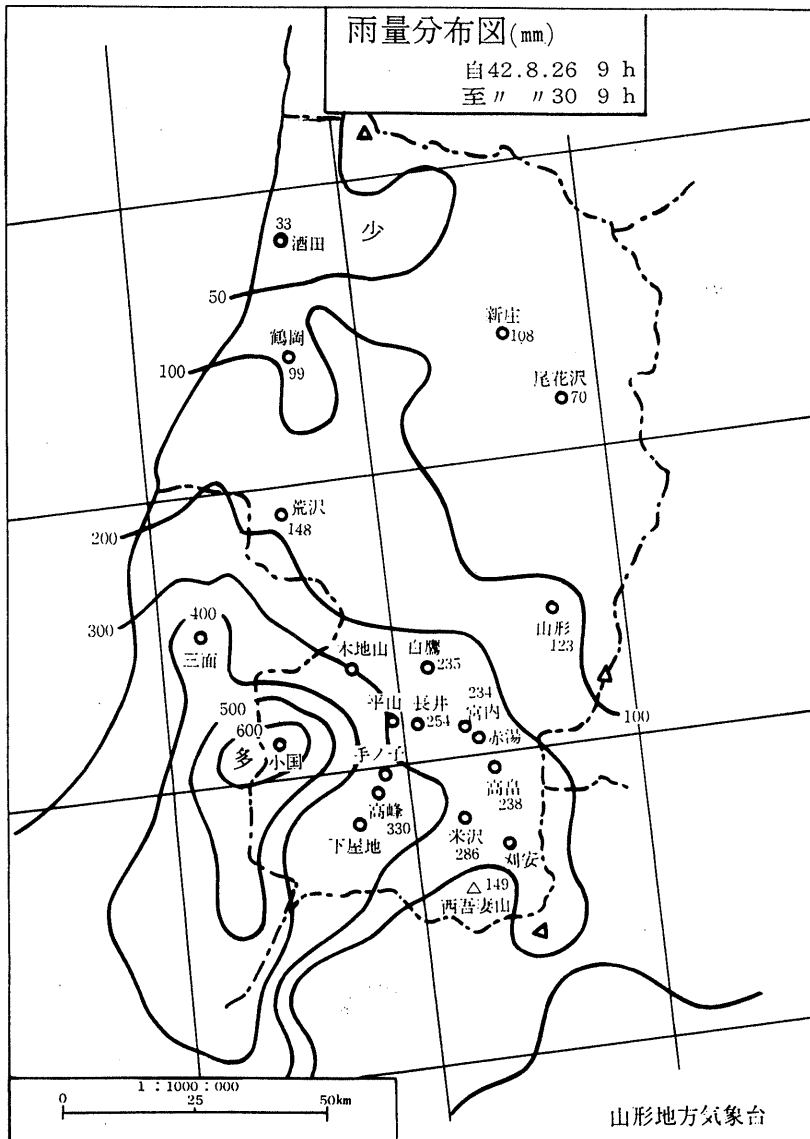 雨量分布図(mm)
自42.8.26 9h
至〃 〃30 9h
33
酒田
少
50
鶴岡
99
100
新庄
108
尾花沢
70
荒沢
148
200
300
400
三面
木地山
白鷹
235
山形
123
100
500
600
多
小国
平山
長井
254
234
宮内
赤湯
手ノ子
高畠
238
高峰
330
下屋地
米沢
286
刈安
149
西吾妻山
1:1000:000
0 25 50km
山形地方気象台